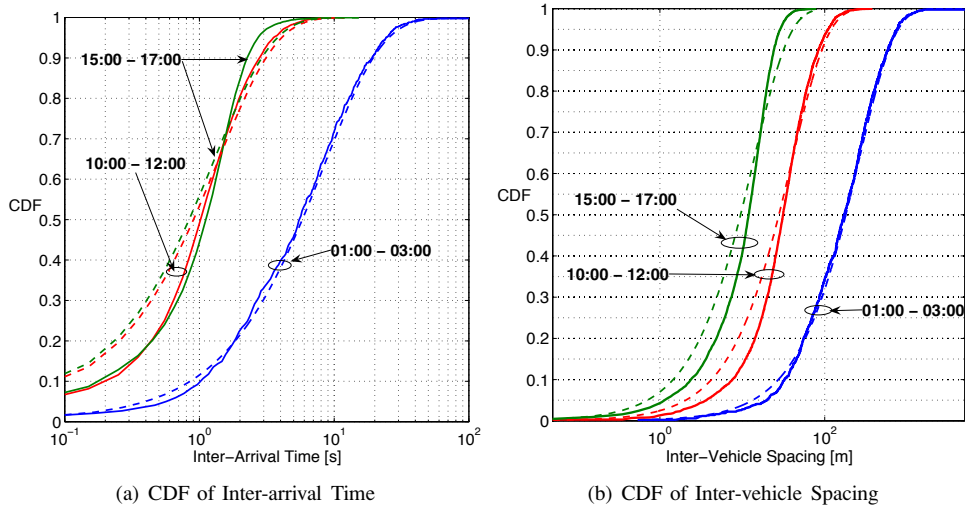 1
0.9
0.8
0.7
0.6
0.5
0.4
0.3
0.2
0.1
0
CDF
15:00 – 17:00
10:00 – 12:00
01:00 – 03:00
10^-1
10^0
10^1
10^2
Inter–Arrival Time [s]
(a) CDF of Inter-arrival Time
1
0.9
0.8
0.7
0.6
0.5
0.4
0.3
0.2
0.1
0
CDF
15:00 – 17:00
10:00 – 12:00
01:00 – 03:00
10^0
10^2
Inter–Vehicle Spacing [m]
(b) CDF of Inter-vehicle Spacing